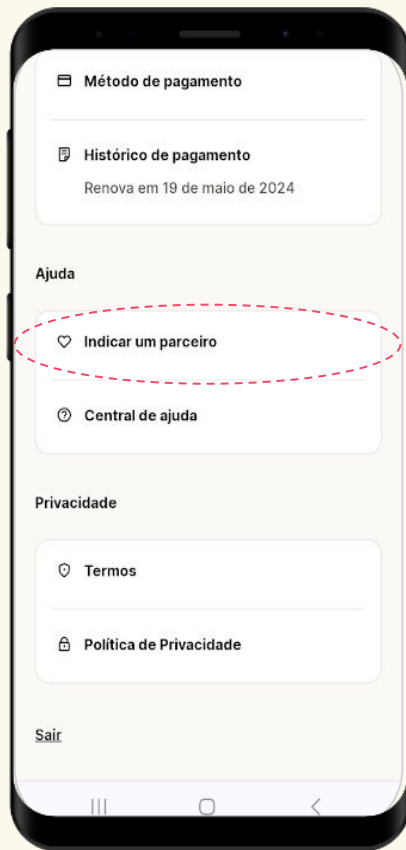 Método de pagamento
Histórico de pagamento
Renova em 19 de maio de 2024
Ajuda
Indicar um parceiro
Central de ajuda
Privacidade
Termos
Política de Privacidade
Sair